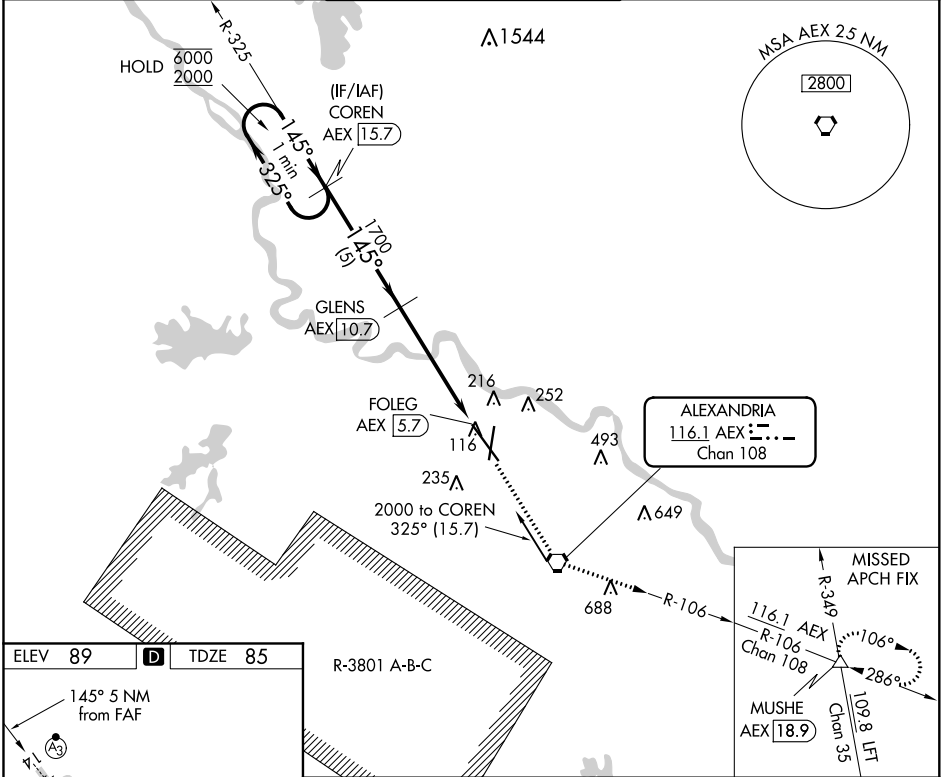 R-325
1544
MSA AEX 25 NM
2800
HOLD 6000
2000
(IF/IAF)
COREN
AEX 15.7
145°
1 min
325°
1700
145°
(5)
GLENS
AEX 10.7
216
252
FOLEG
AEX 5.7
116
493
ALEXANDRIA
116.1 AEX
Chan 108
235
2000 to COREN
325° (15.7)
649
688
R-106
R-3801 A-B-C
MISSED
APCH FIX
R-349
116.1 AEX
R-106
Chan 108
106°
286°
MUSHE
AEX 18.9
109.8 LFT
Chan 35
ELEV 89 D TDZE 85
145° 5 NM
from FAF
A3
14